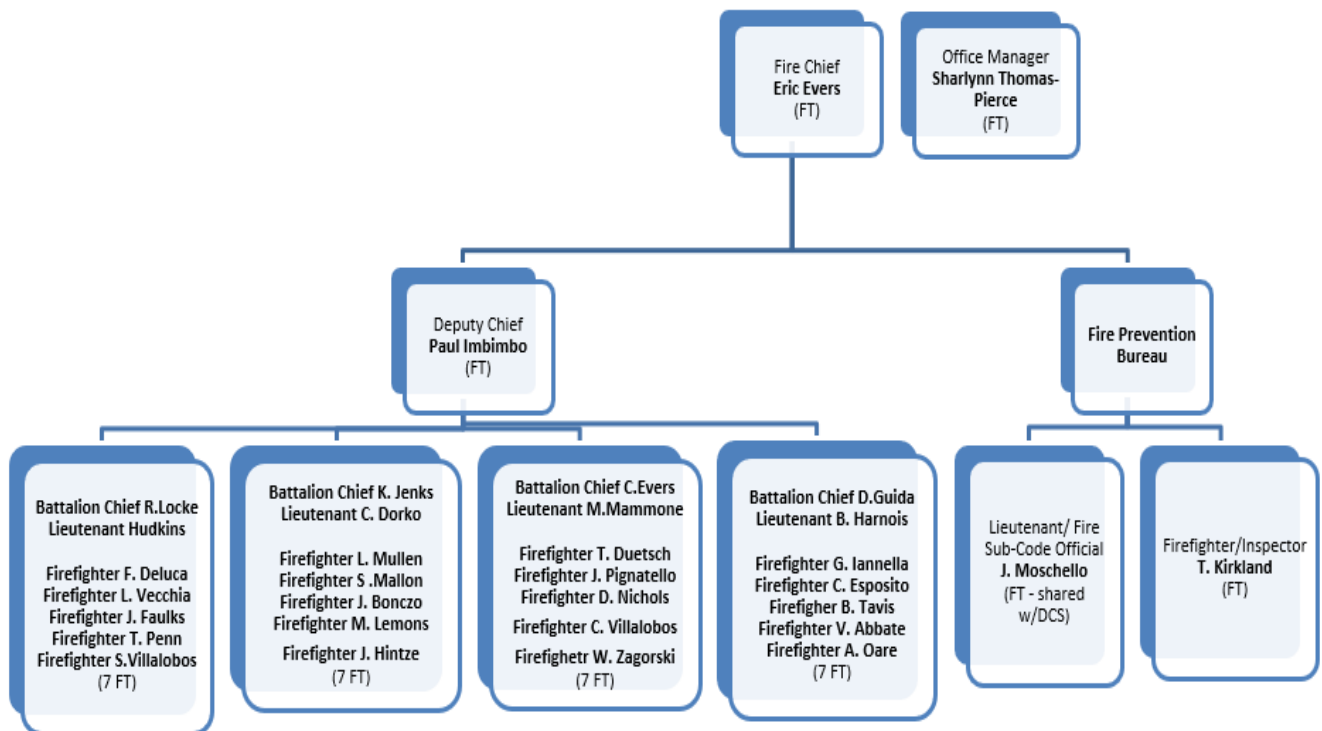 Fire Chief
Eric Evers
(FT)
Office Manager
Sharlynn Thomas-
Pierce
(FT)
Deputy Chief
Paul Imbimbo
(FT)
Fire Prevention
Bureau
Battalion Chief R.Locke
Lieutenant Hudkins
Firefighter F. Deluca
Firefighter L. Vecchia
Firefighter J. Faulks
Firefighter T. Penn
Firefighter S.Villalobos
(7 FT)
Battalion Chief K. Jenks
Lieutenant C. Dorko
Firefighter L. Mullen
Firefighter S .Mallon
Firefighter J. Bonczo
Firefighter M. Lemons
Firefighter J. Hintze
(7 FT)
Battalion Chief C.Evers
Lieutenant M.Mammone
Firefighter T. Duetsch
Firefighter J. Pignatello
Firefighter D. Nichols
Firefighter C. Villalobos
Firefighetr W. Zagorski
(7 FT)
Battalion Chief D.Guida
Lieutenant B. Harnois
Firefighter G. Iannella
Firefighter C. Esposito
Firefigher B. Tavis
Firefighter V. Abbate
Firefighter A. Oare
(7 FT)
Lieutenant/ Fire
Sub-Code Official
J. Moschello
(FT - shared
w/DCS)
Firefighter/Inspector
T. Kirkland
(FT)